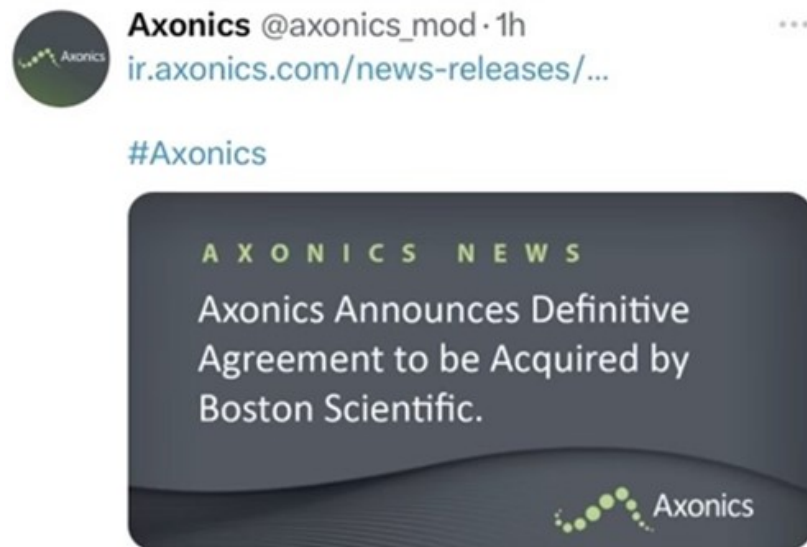 Axonics @axonics_mod · 1h
Axonics
ir.axonics.com/news-releases/...
#Axonics
AXONICS NEWS
Axonics Announces Definitive
Agreement to be Acquired by
Boston Scientific.
Axonics